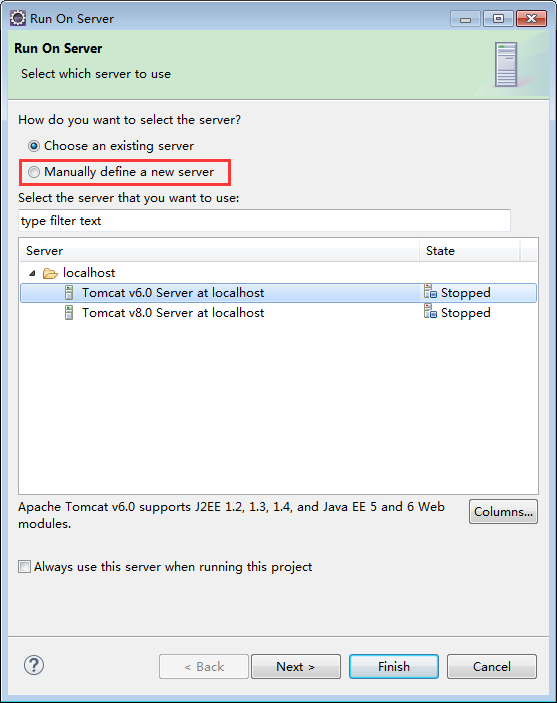 Run On Server
Run On Server
Select which server to use
How do you want to select the server?
Choose an existing server
Manually define a new server
Select the server that you want to use:
type filter text
Server State
localhost
Tomcat v6.0 Server at localhost Stopped
Tomcat v8.0 Server at localhost Stopped
Apache Tomcat v6.0 supports J2EE 1.2, 1.3, 1.4, and Java EE 5 and 6 Web
modules.
Columns...
Always use this server when running this project
? < Back Next > Finish Cancel